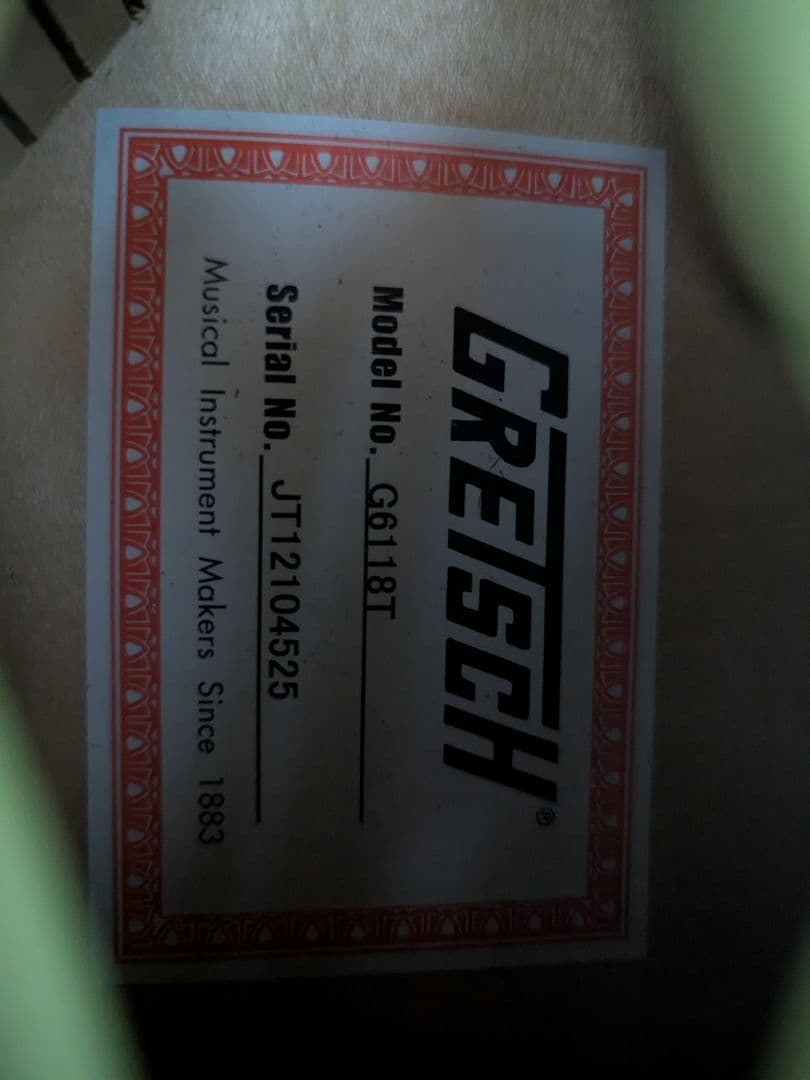 GRETSCH®
Model No. G6118T
Serial No. JT12104525
Musical Instrument Makers Since 1883